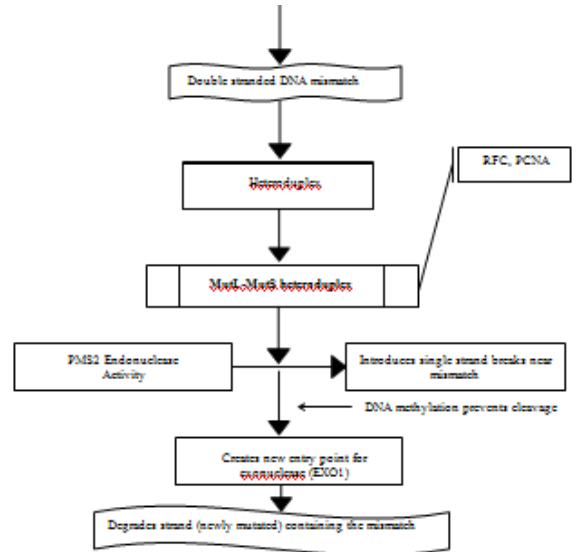 Double stranded DNA mismatch
Heteroduplex
RFC, PCNA
MutL-MutS heteroduplex
PMS2 Endonuclease
Activity
Introduces single strand breaks near
mismatch
DNA methylation prevents cleavage
Creates new entry point for
exonuclease (EXO1)
Degrades strand (newly mutated) containing the mismatch